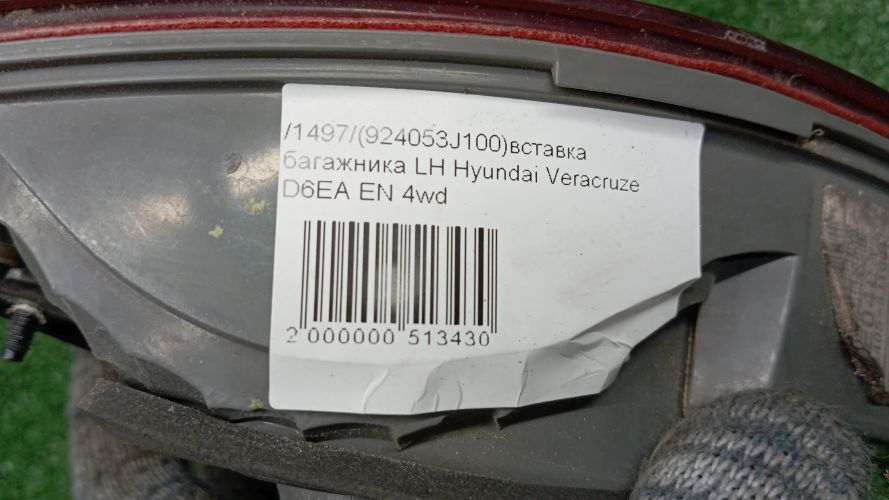 /1497/(924053J100)вставка
багажника LH Hyundai Veracruze
D6EA EN 4wd
2 000000 513430